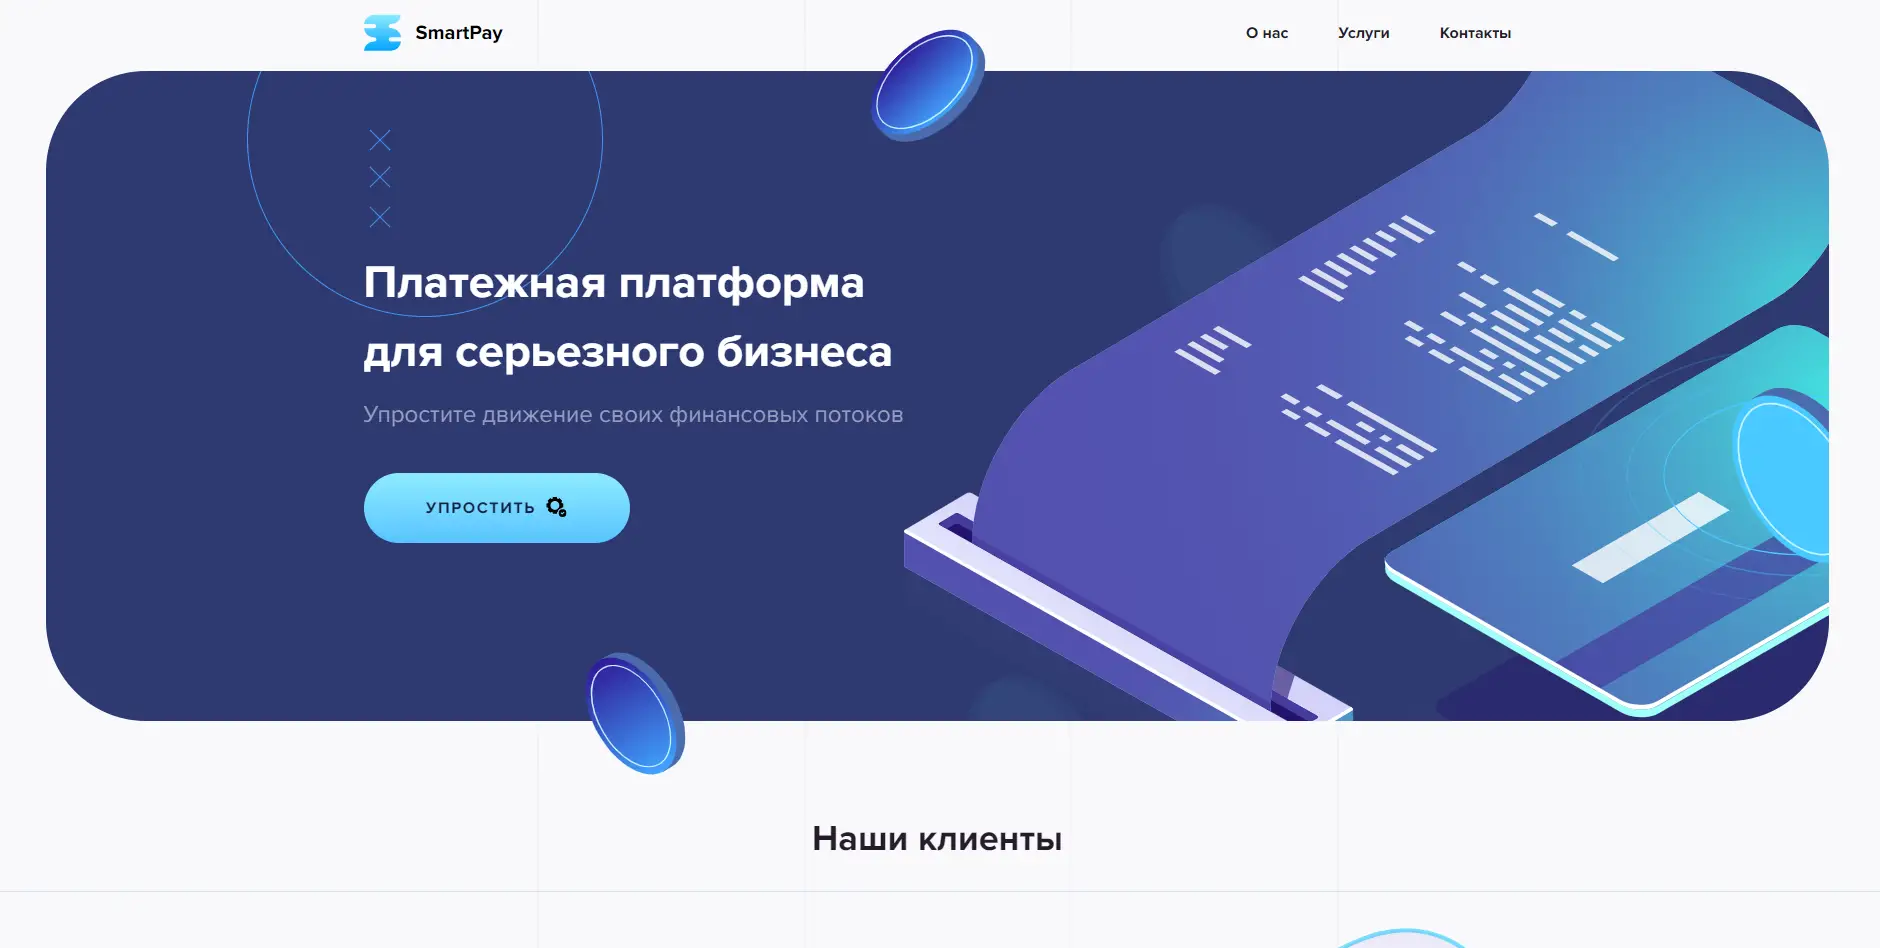 SmartPay
О нас
Услуги
Контакты
Платежная платформа
для серьезного бизнеса
Упростите движение своих финансовых потоков
УПРОСТИТЬ
Наши клиенты